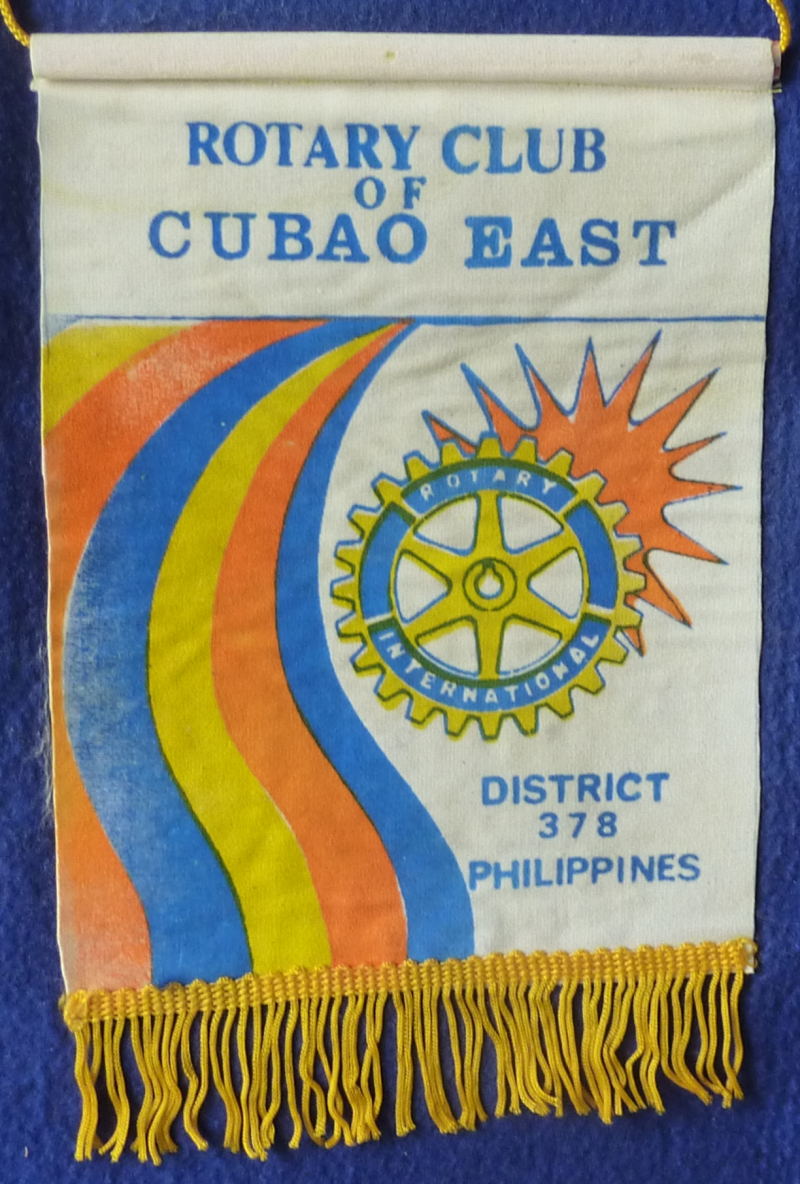 ROTARY CLUB
OF
CUBAO EAST
ROTARY
INTERNATIONAL
DISTRICT
378
PHILIPPINES